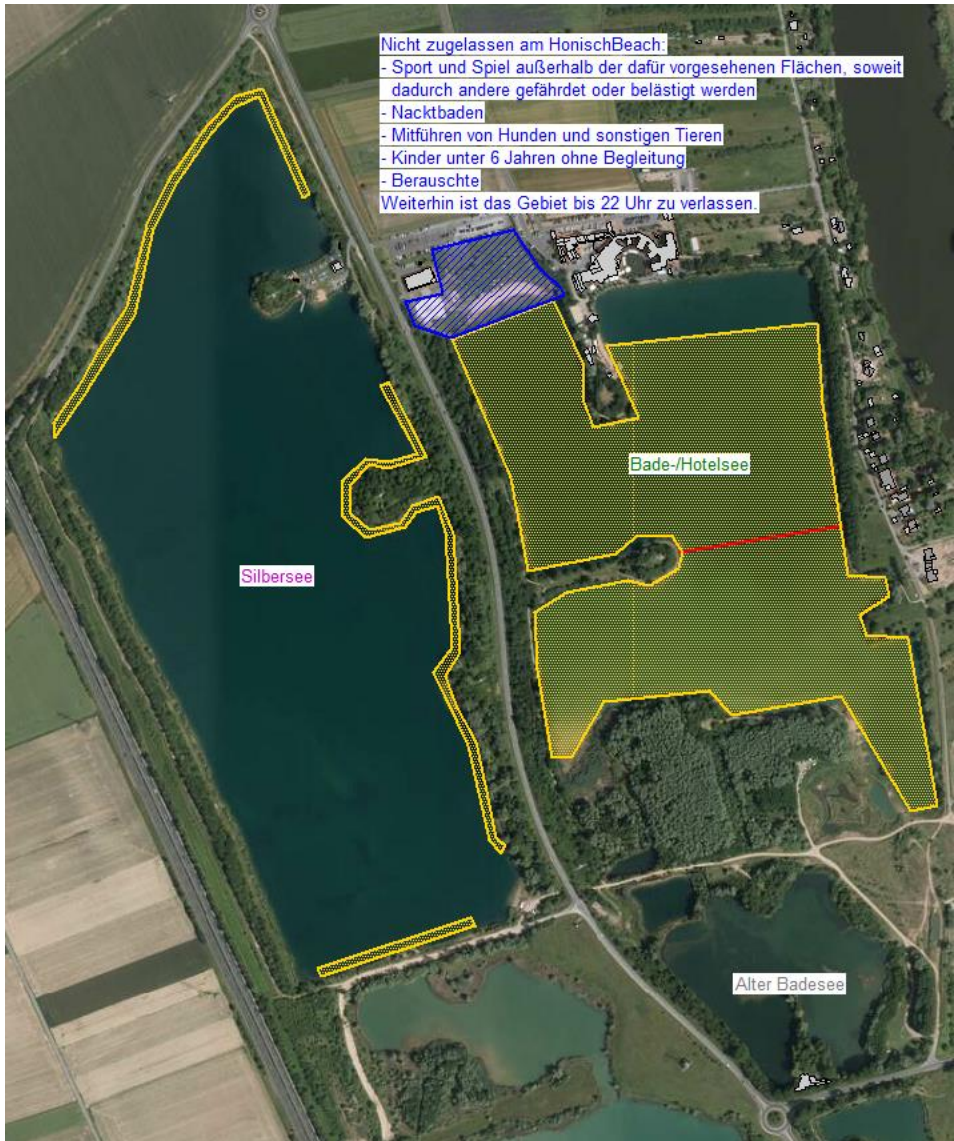 Nicht zugelassen am HonischBeach:
- Sport und Spiel außerhalb der dafür vorgesehenen Flächen, soweit
dadurch andere gefährdet oder belästigt werden
- Nacktbaden
- Mitführen von Hunden und sonstigen Tieren
- Kinder unter 6 Jahren ohne Begleitung
- Berauschte
Weiterhin ist das Gebiet bis 22 Uhr zu verlassen.
Bade-/Hotelsee
Silbersee
Alter Badesee